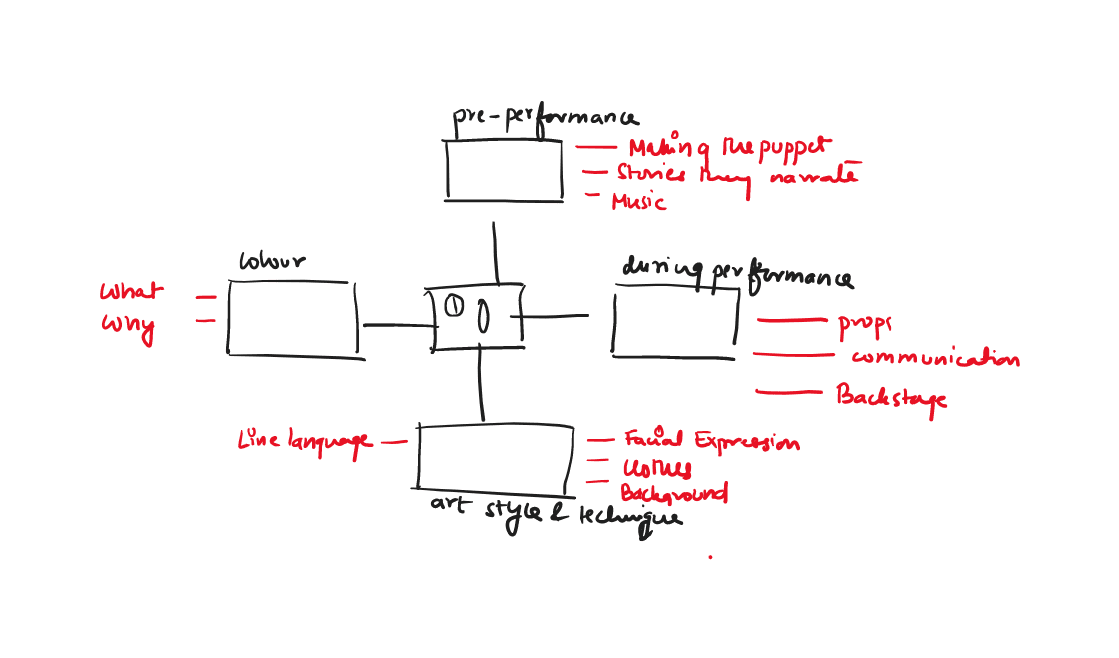 pre-performance
Making the puppet
Stories they narrate
Music
colour
What
Why
during performance
props
communication
Backstage
Line language
Facial Expression
clothes
Background
art style & technique